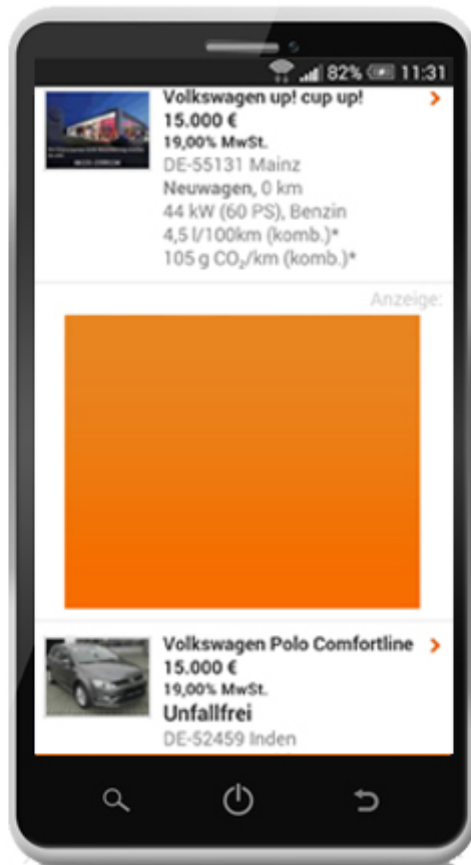 82% 11:31
Volkswagen up! cup up!
15.000 €
19,00% MwSt.
DE-55131 Mainz
Neuwagen, 0 km
44 kW (60 PS), Benzin
4,5 l/100km (komb.)*
105 g CO₂/km (komb.)*
Anzeige:
Volkswagen Polo Comfortline
15.000 €
19,00% MwSt.
Unfallfrei
DE-52459 Inden